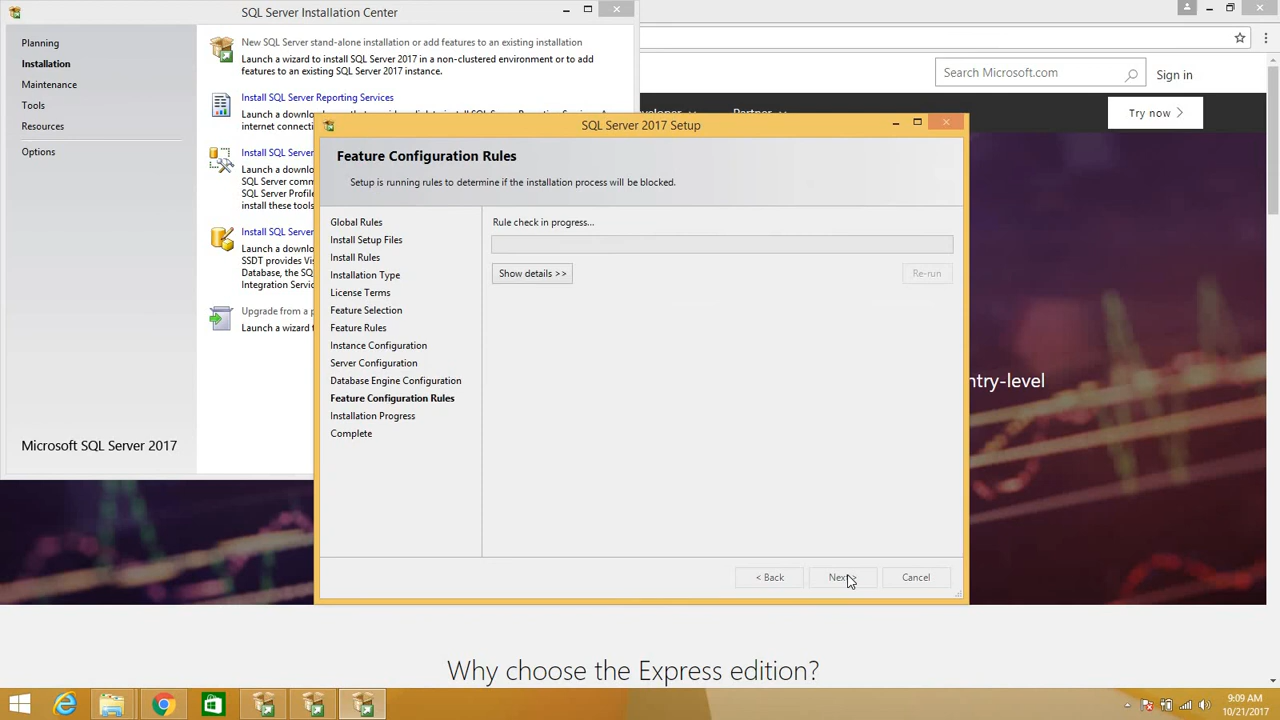 SQL Server Installation Center
Planning
Installation
Maintenance
Tools
Resources
Options
Microsoft SQL Server 2017
New SQL Server stand-alone installation or add features to an existing installation
Launch a wizard to install SQL Server 2017 in a non-clustered environment or to add
features to an existing SQL Server 2017 instance.
Install SQL Server Reporting Services
Launch a
internet connecti
Install SQL Server
Launch a downlo
SQL Server comm
SQL Server Profil
install these tools
Install SQL Server
Launch a downlo
SSDT provides Vi
Database, the SQ
Integration Servic
Upgrade from a p
Launch a wizard t
Search Microsoft.com
Sign in
Try now
ntry-level
SQL Server 2017 Setup
Feature Configuration Rules
Setup is running rules to determine if the installation process will be blocked.
Global Rules
Install Setup Files
Install Rules
Installation Type
License Terms
Feature Selection
Feature Rules
Instance Configuration
Server Configuration
Database Engine Configuration
Feature Configuration Rules
Installation Progress
Complete
Rule check in progress...
Show details >>
Re-run
< Back
Next >
Cancel
Why choose the Express edition?
9:09 AM
10/21/2017